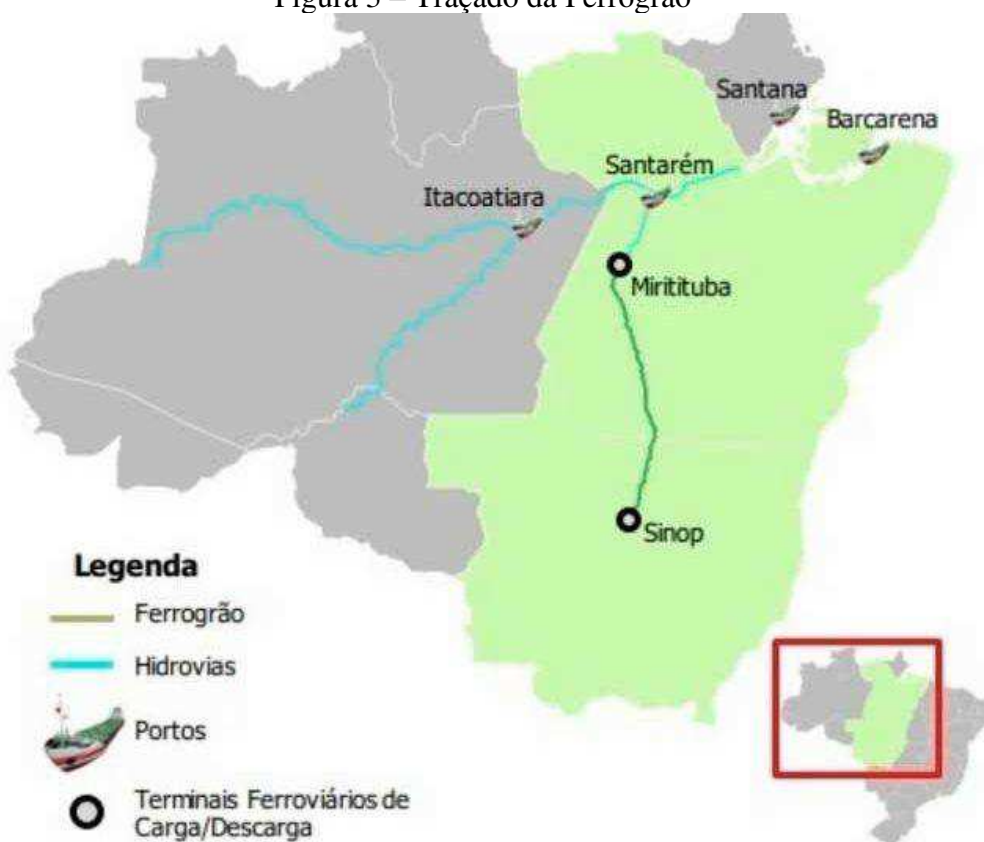 Figura 3 – Traçado da Ferrogrão
Santana
Barcarena
Santarém
Itacoatiara
Miritituba
Sinop
Legenda
Ferrogrão
Hidrovias
Portos
Terminais Ferroviários de
Carga/Descarga